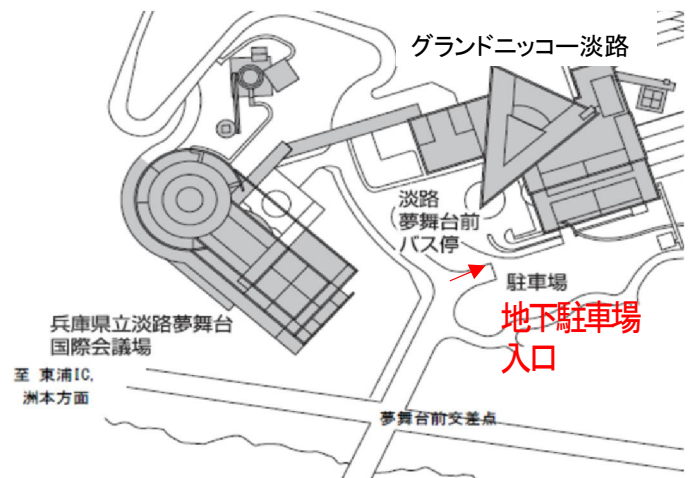 グランドニッコー淡路
淡路
夢舞台前
バス停
駐車場
地下駐車場
入口
兵庫県立淡路夢舞台
国際会議場
至 東浦IC,
洲本方面
夢舞台前交差点